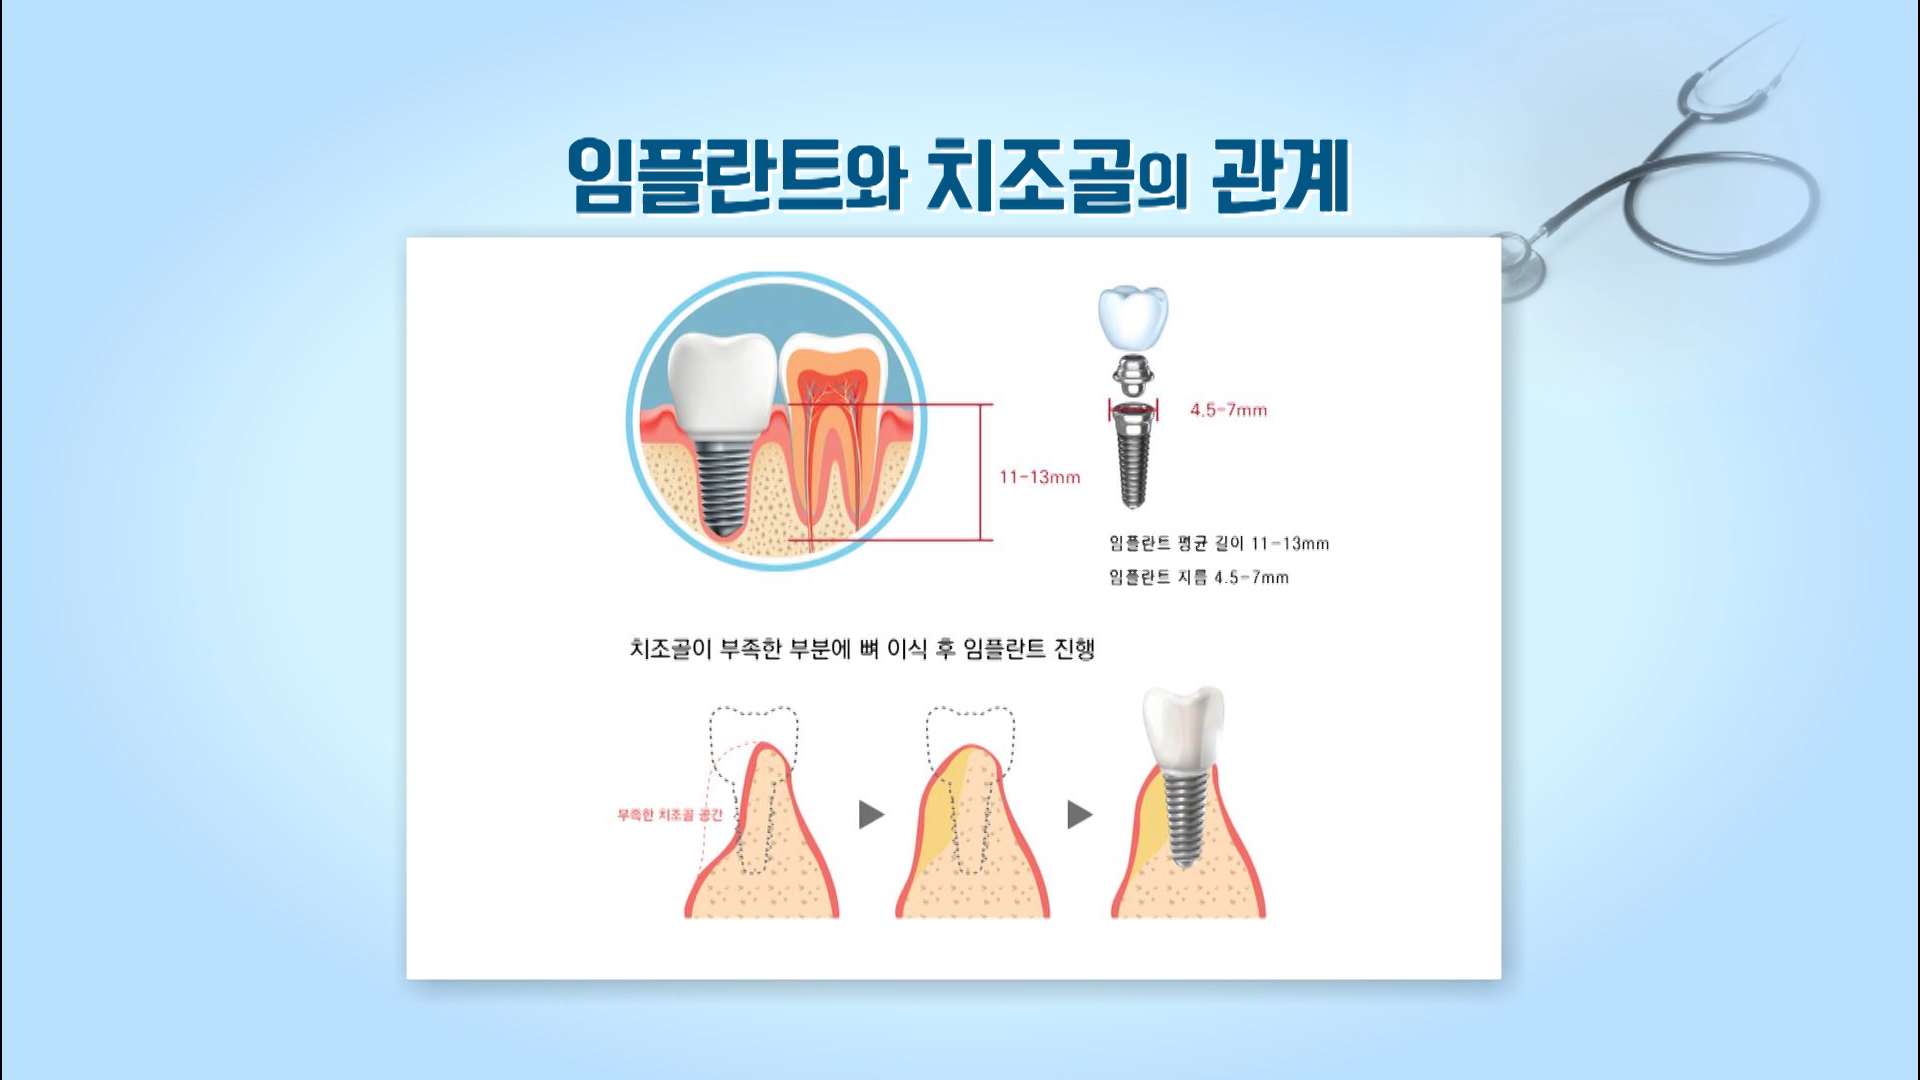 임플란트와 치조골의 관계
11-13mm
4.5-7mm
임플란트 평균 길이 11-13mm
임플란트 지름 4.5-7mm
치조골이 부족한 부분에 뼈 이식 후 임플란트 진행
부족한 치조골 공간